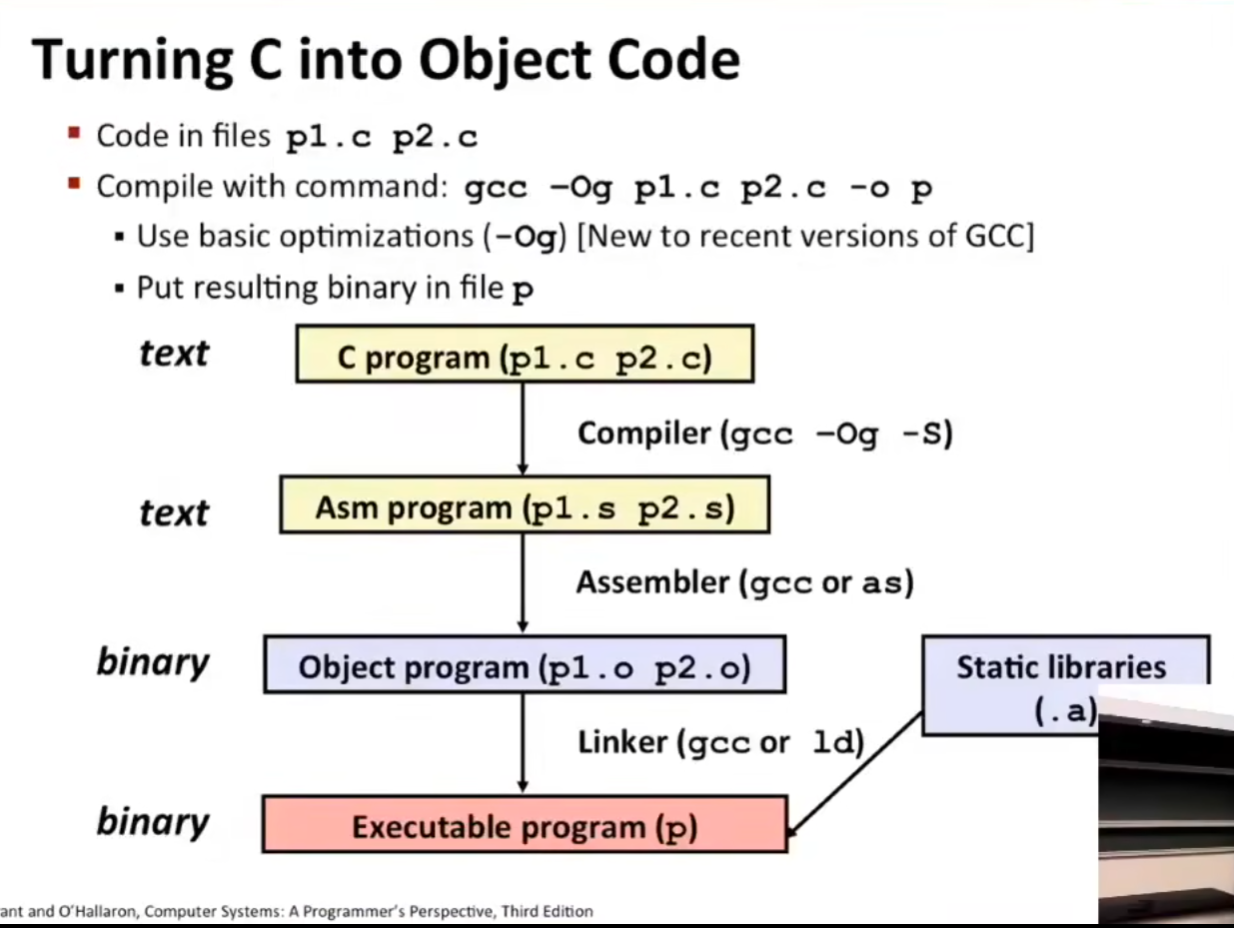 Turning C into Object Code
▪ Code in files p1.c p2.c
▪ Compile with command: gcc –Og p1.c p2.c -o p
▪ Use basic optimizations (-Og) [New to recent versions of GCC]
▪ Put resulting binary in file p
text
C program (p1.c p2.c)
Compiler (gcc –Og -S)
text
Asm program (p1.s p2.s)
Assembler (gcc or as)
binary
Object program (p1.o p2.o)
Static libraries
(.a)
Linker (gcc or ld)
binary
Executable program (p)
and O'Hallaron, Computer Systems: A Programmer's Perspective, Third Edition